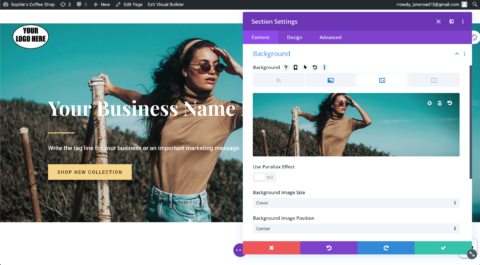 Sophie's Coffee Shop
2
1
New
Edit Page
Exit Visual Builder
Howdy, janeroad13@gmail.com
YOUR
LOGO HERE
Your Business Name
Write the tag line for your business or an important marketing message
SHOP NEW COLLECTION
Section Settings
Content
Design
Advanced
Background
Background
Use Parallax Effect
NO
Background Image Size
Cover
Background Image Position
Center